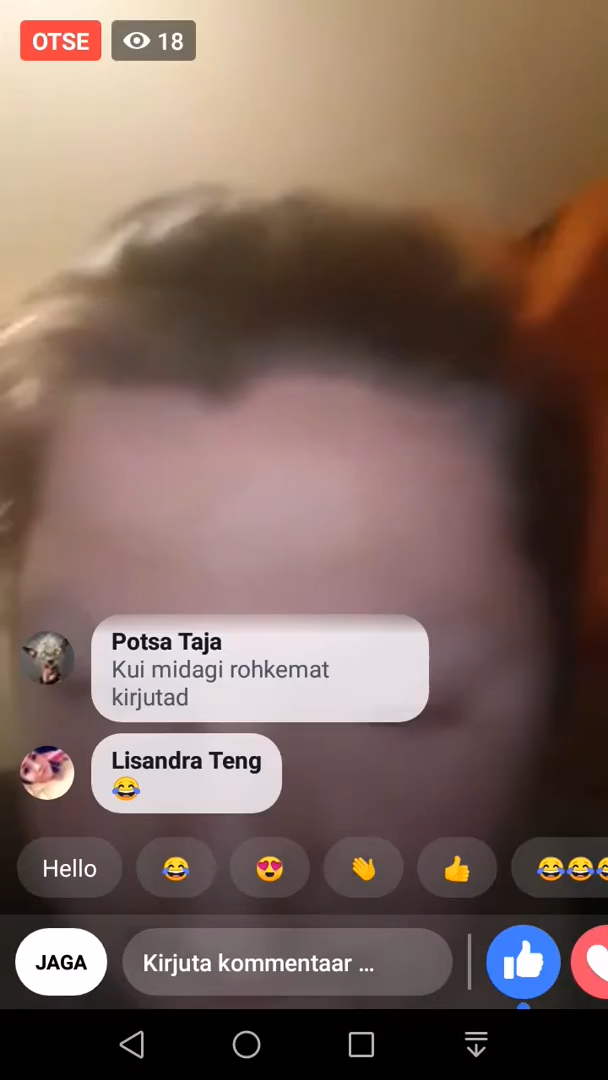 OTSE 18
Potsa Taja
Kui midagi rohkemat
kirjutad
Lisandra Teng
😂
Hello 😂 😍 👋 👍 😂😂😂
JAGA Kirjuta kommentaar ...